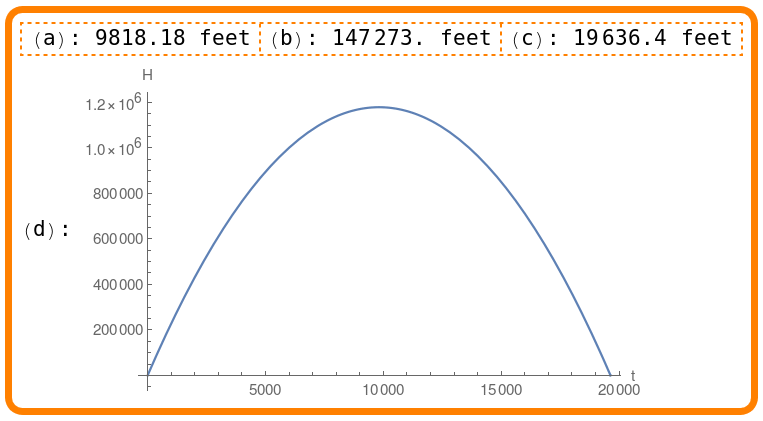 (a): 9818.18 feet (b): 147273. feet (c): 19636.4 feet
H
1.2×10^6
1.0×10^6
800000
600000
(d):
400000
200000
t
5000 10000 15000 20000